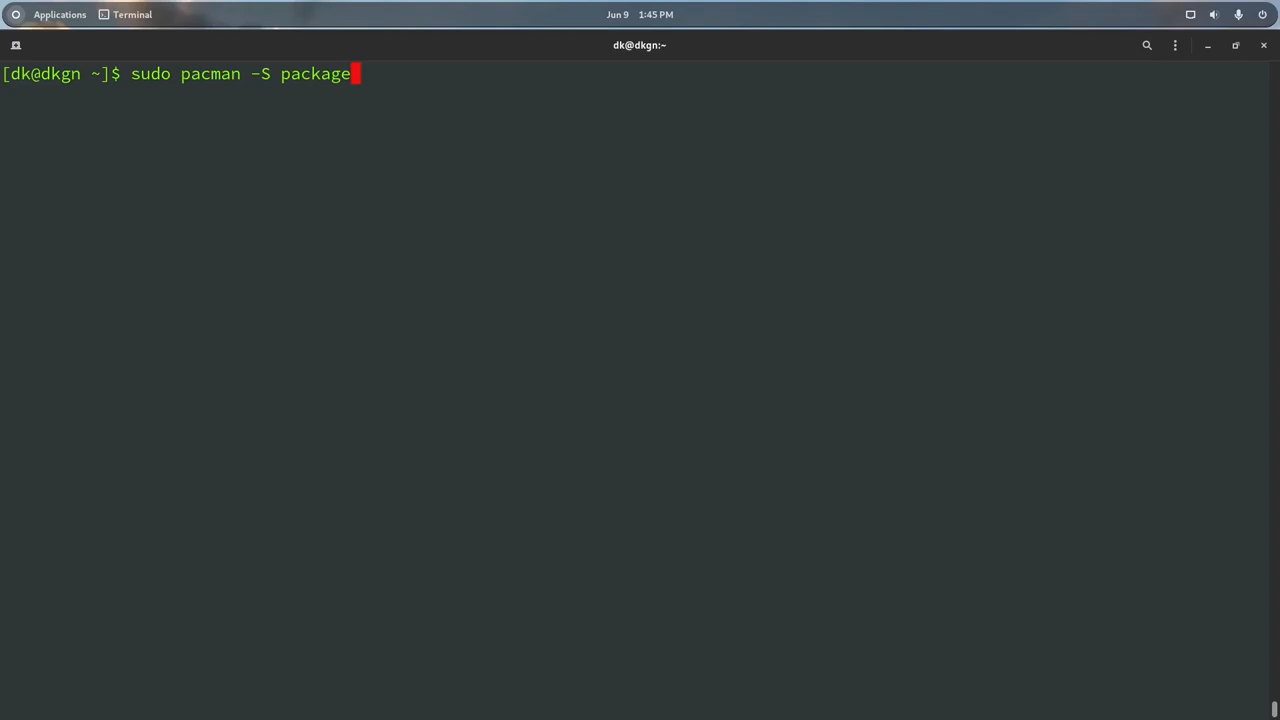 Applications Terminal Jun 9 1:45 PM
dk@dkgn:~
[dk@dkgn ~]$ sudo pacman -S package